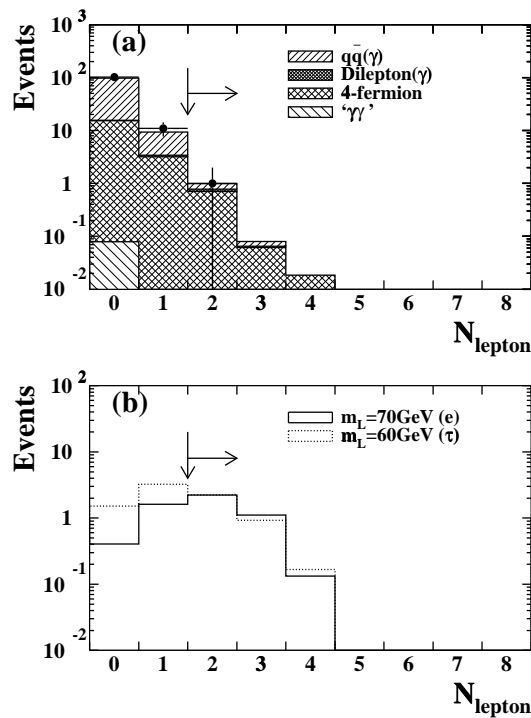 (a)
Events
10³
10²
10
1
10⁻¹
10⁻²
qq̄(γ)
Dilepton(γ)
4-fermion
‘γγ’
0 1 2 3 4 5 6 7 8
N_lepton
(b)
Events
10²
10
1
10⁻¹
10⁻²
m_L=70GeV (e)
m_L=60GeV (τ)
0 1 2 3 4 5 6 7 8
N_lepton